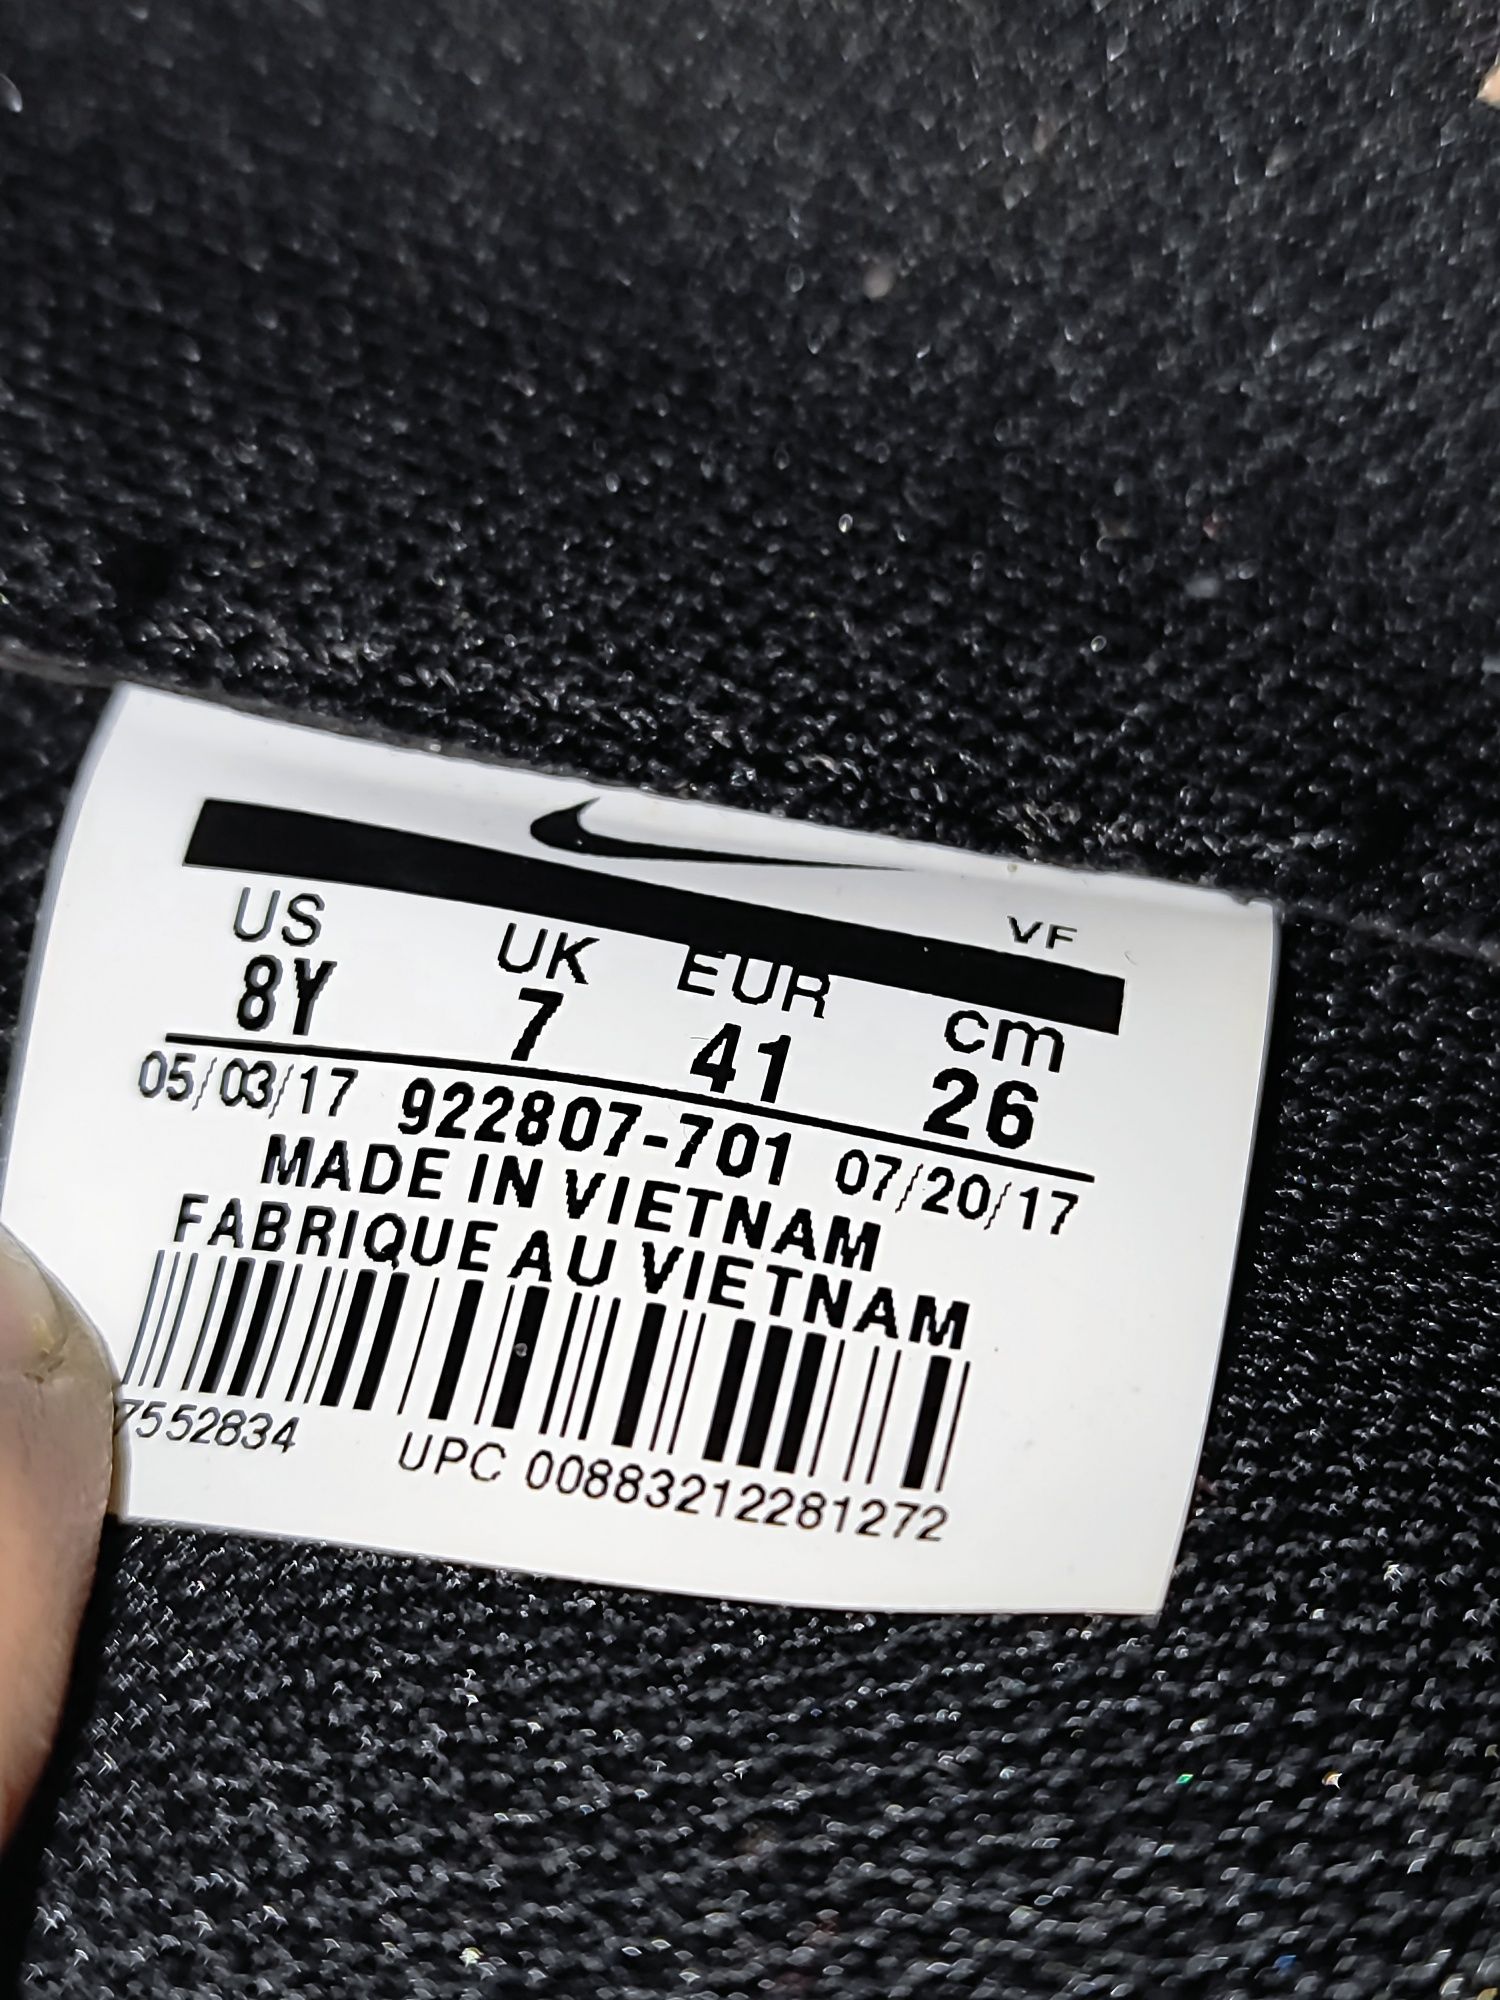 VF
US UK EUR cm
8Y 7 41 26
05/03/17 922807-701 07/20/17
MADE IN VIETNAM
FABRIQUE AU VIETNAM
7552834 UPC 00883212281272